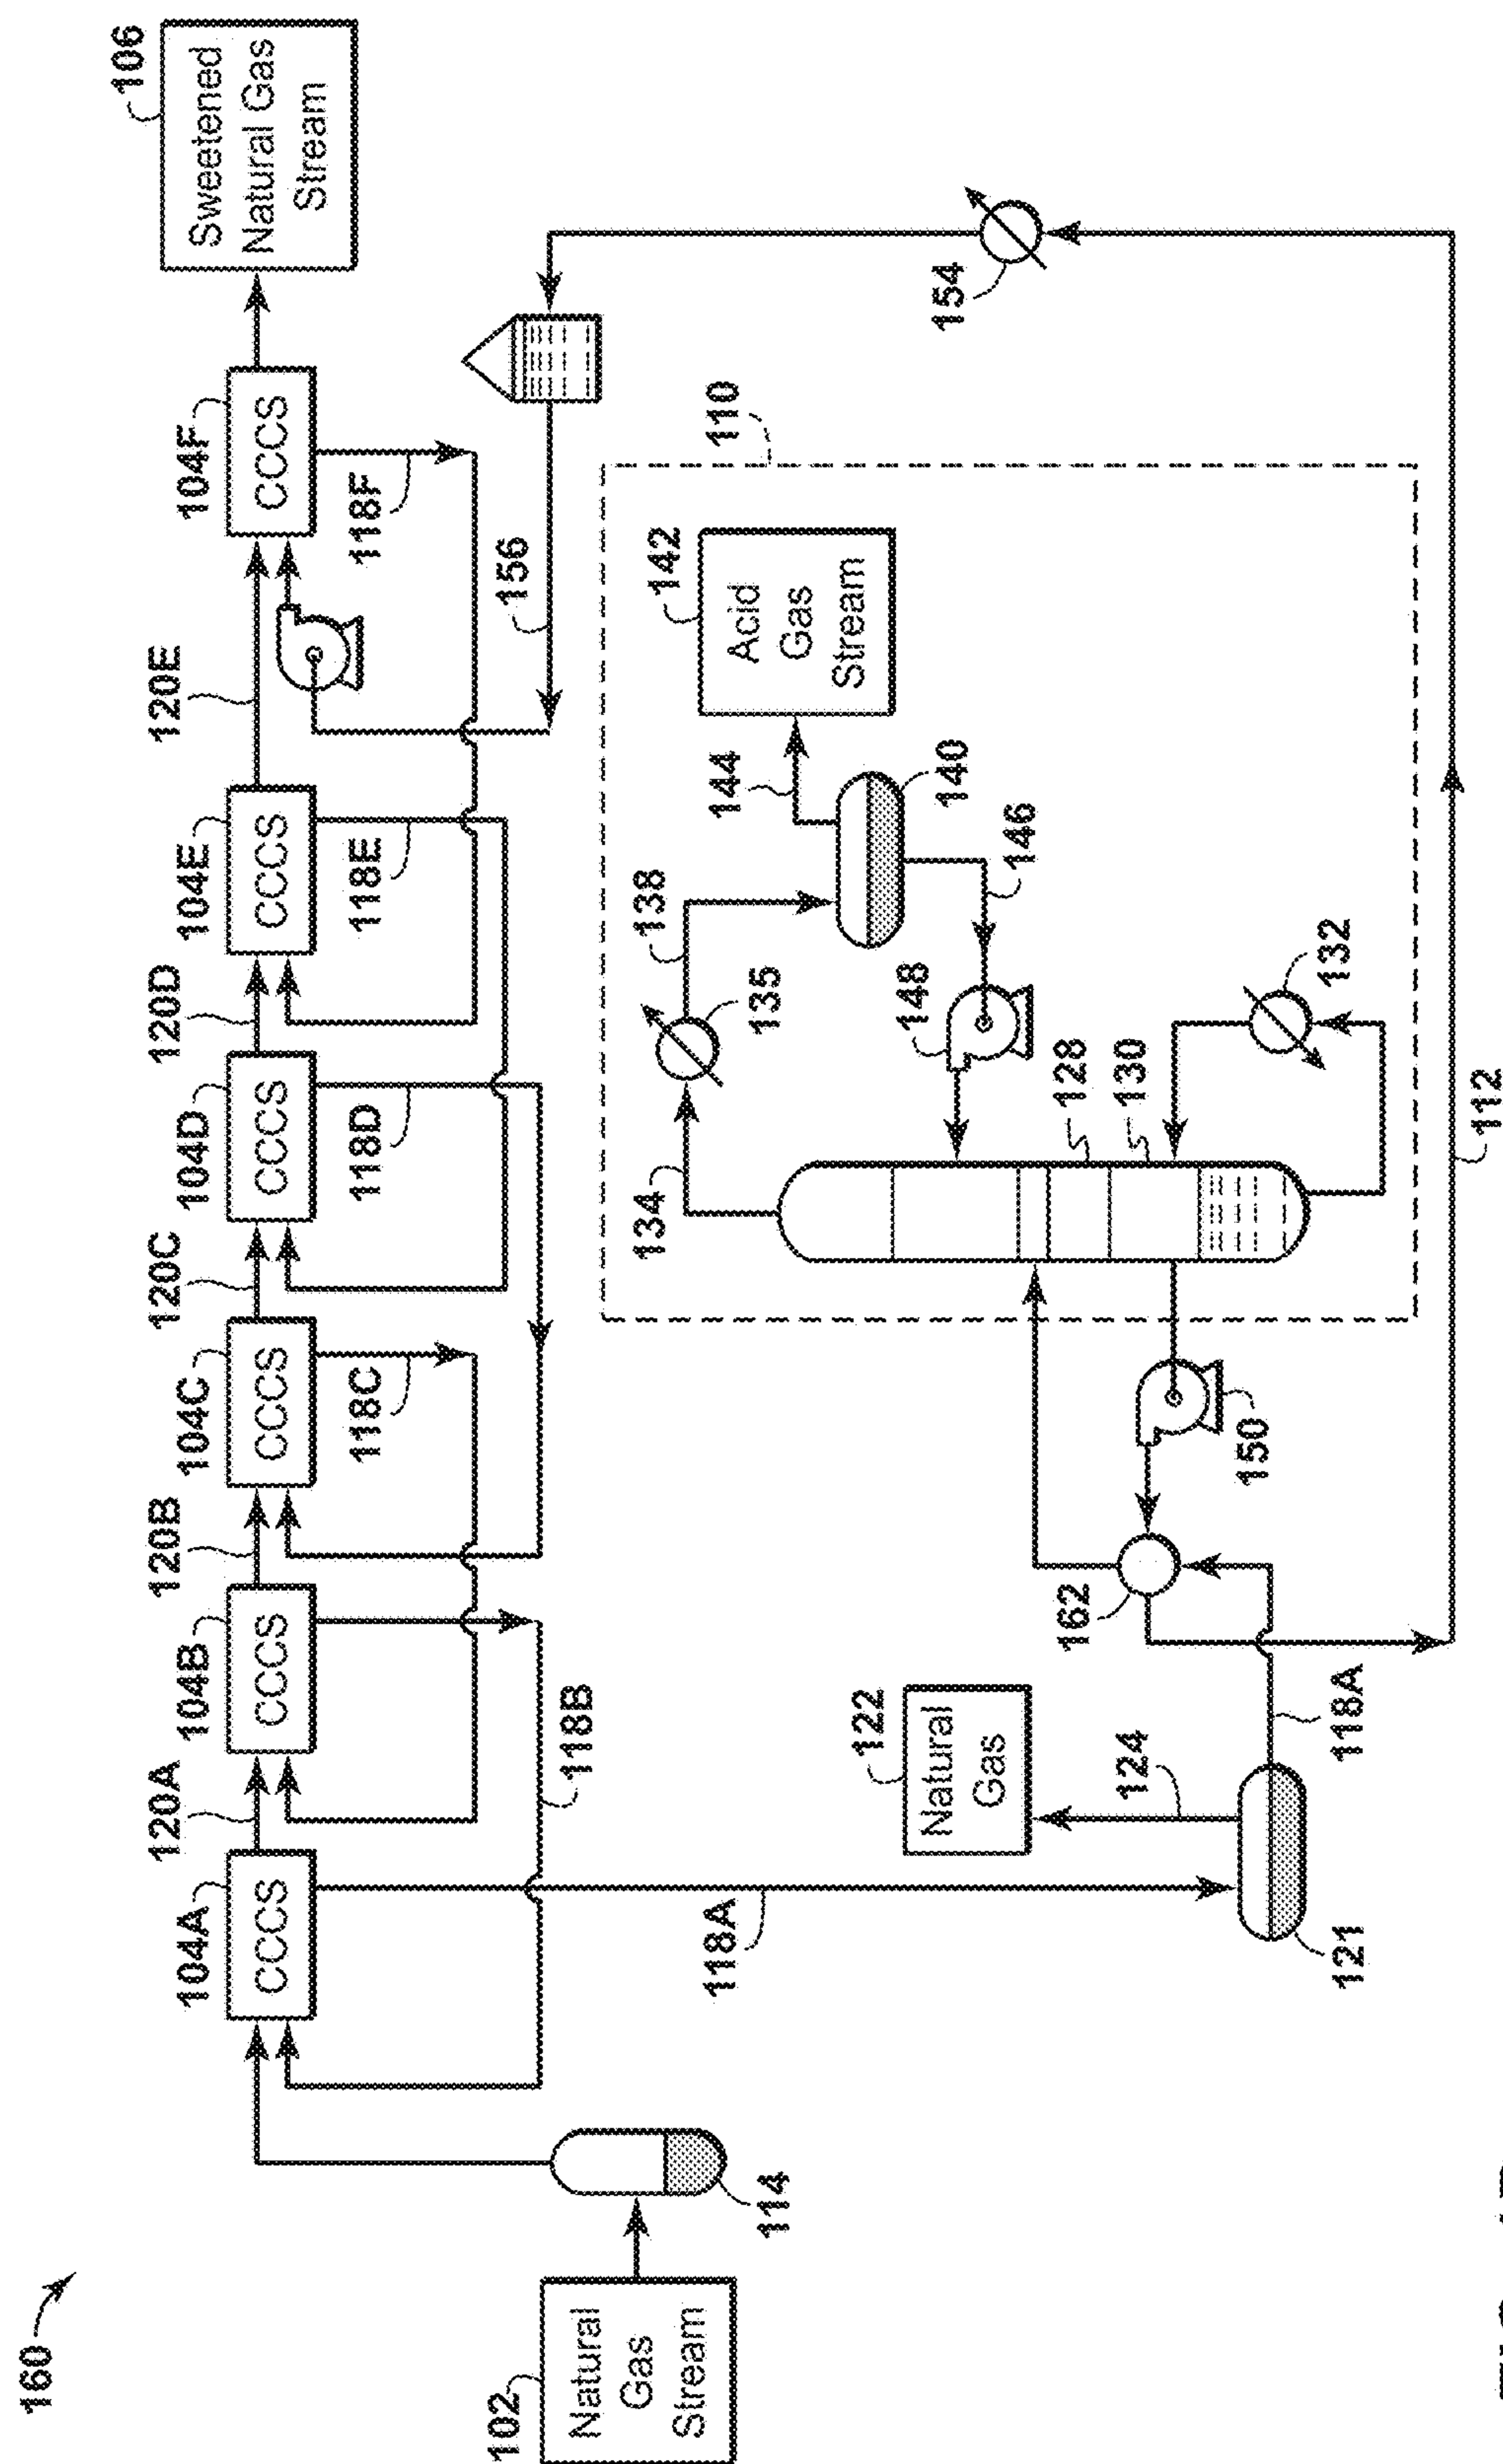 160
102
Natural
Gas
Stream
114
104A
CCCS
120A
104B
CCCS
120B
104C
CCCS
120C
104D
CCCS
120D
104E
CCCS
120E
104F
CCCS
106
Sweetened
Natural Gas
Stream
118B
118C
118D
118E
118F
156
118A
121
124
122
Natural
Gas
118A
162
150
110
134
135
138
144
142
Acid
Gas
Stream
140
146
148
128
130
132
154
112